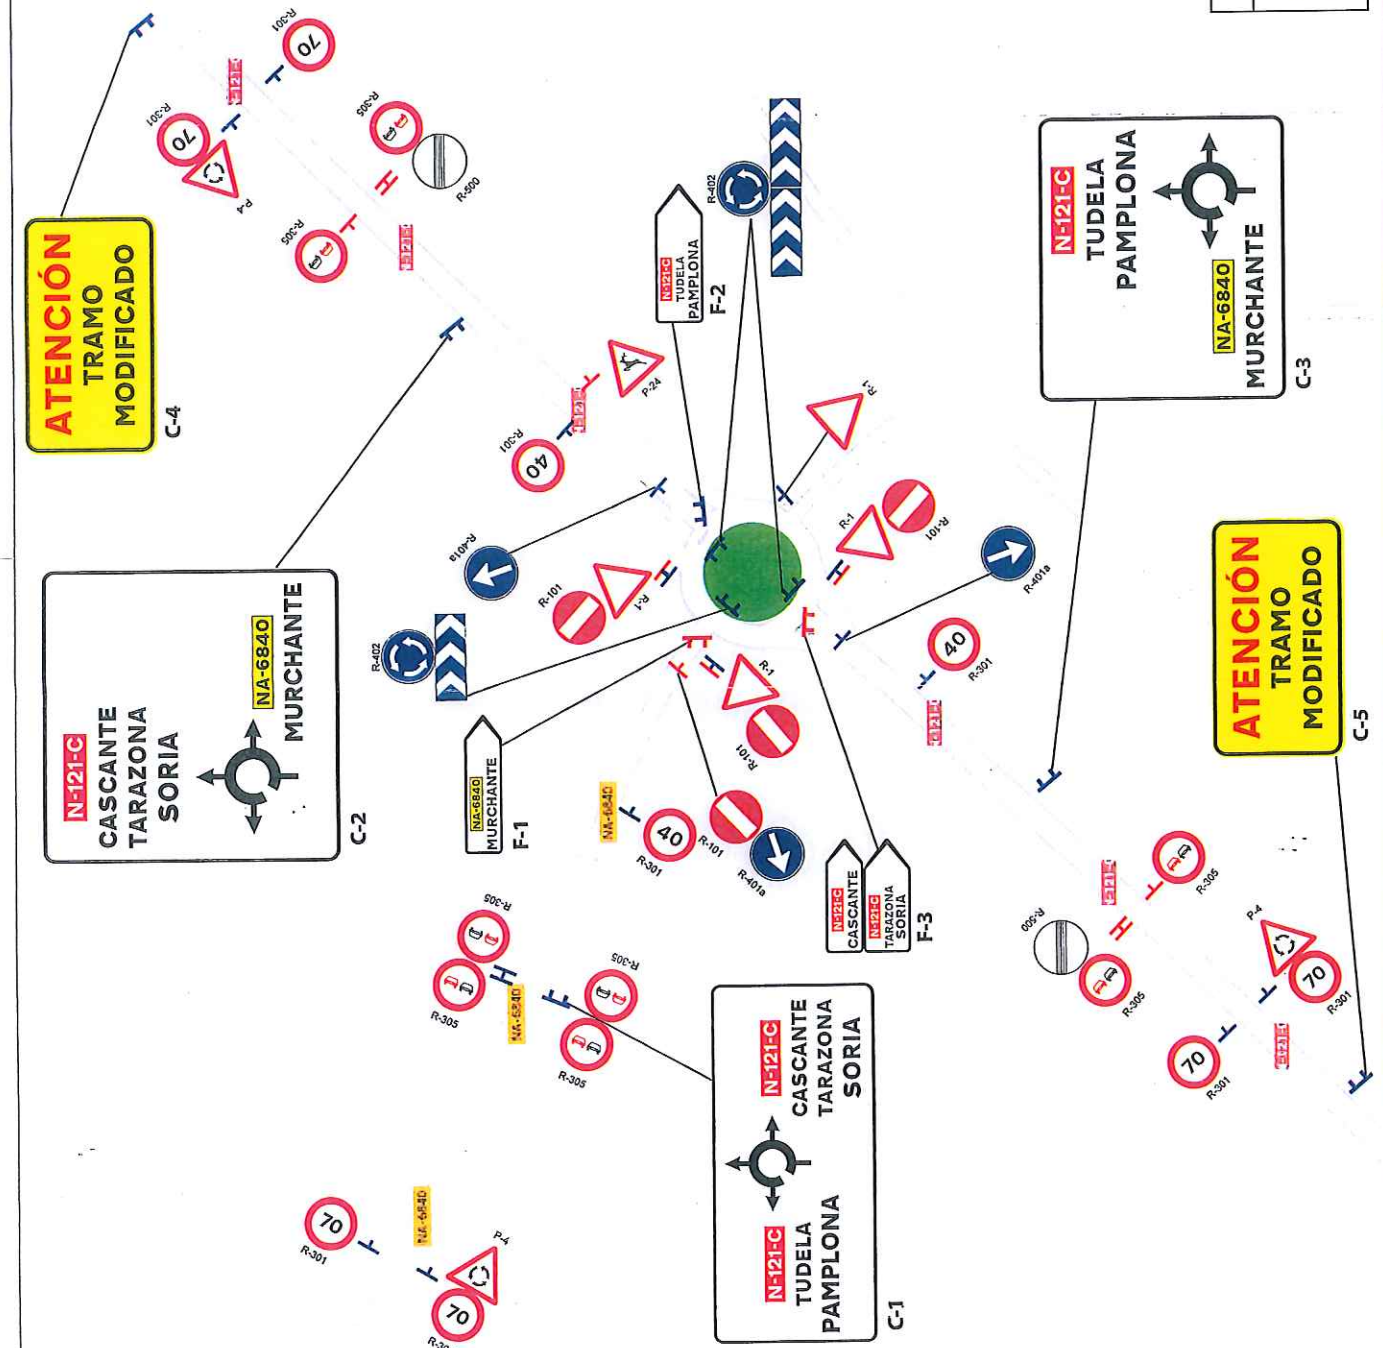 ATENCIÓN
TRAMO
MODIFICADO
C-4
R-301
70
R-301
70
P-4
R-305
R-500
R-305
N-121-C
CASCANTE
TARAZONA
SORIA
NA-6840
MURCHANTE
C-2
R-301
40
P-24
R-401a
R-101
R-1
R-402
N-121-C
TUDELA
PAMPLONA
F-2
R-402
R-1
R-1
R-101
R-401a
NA-6840
MURCHANTE
F-1
R-1
R-101
NA-6840
40
R-301
R-101
R-401a
N-121-C
CASCANTE
N-121-C
TARAZONA
SORIA
F-3
40
R-301
N-121-C
TUDELA
PAMPLONA
NA-6840
MURCHANTE
C-3
R-305
R-305
NA-6840
R-305
R-305
N-121-C
TUDELA
PAMPLONA
N-121-C
CASCANTE
TARAZONA
SORIA
C-1
70
R-301
NA-6840
P-4
70
R-500
R-305
R-305
P-4
70
R-301
70
R-301
ATENCIÓN
TRAMO
MODIFICADO
C-5